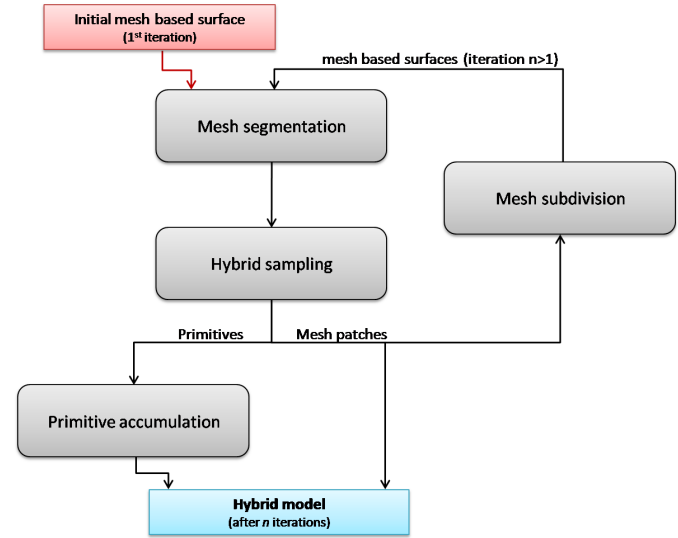 Initial mesh based surface
(1st iteration)
mesh based surfaces (iteration n>1)
Mesh segmentation
Mesh subdivision
Hybrid sampling
Primitives
Mesh patches
Primitive accumulation
Hybrid model
(after n iterations)